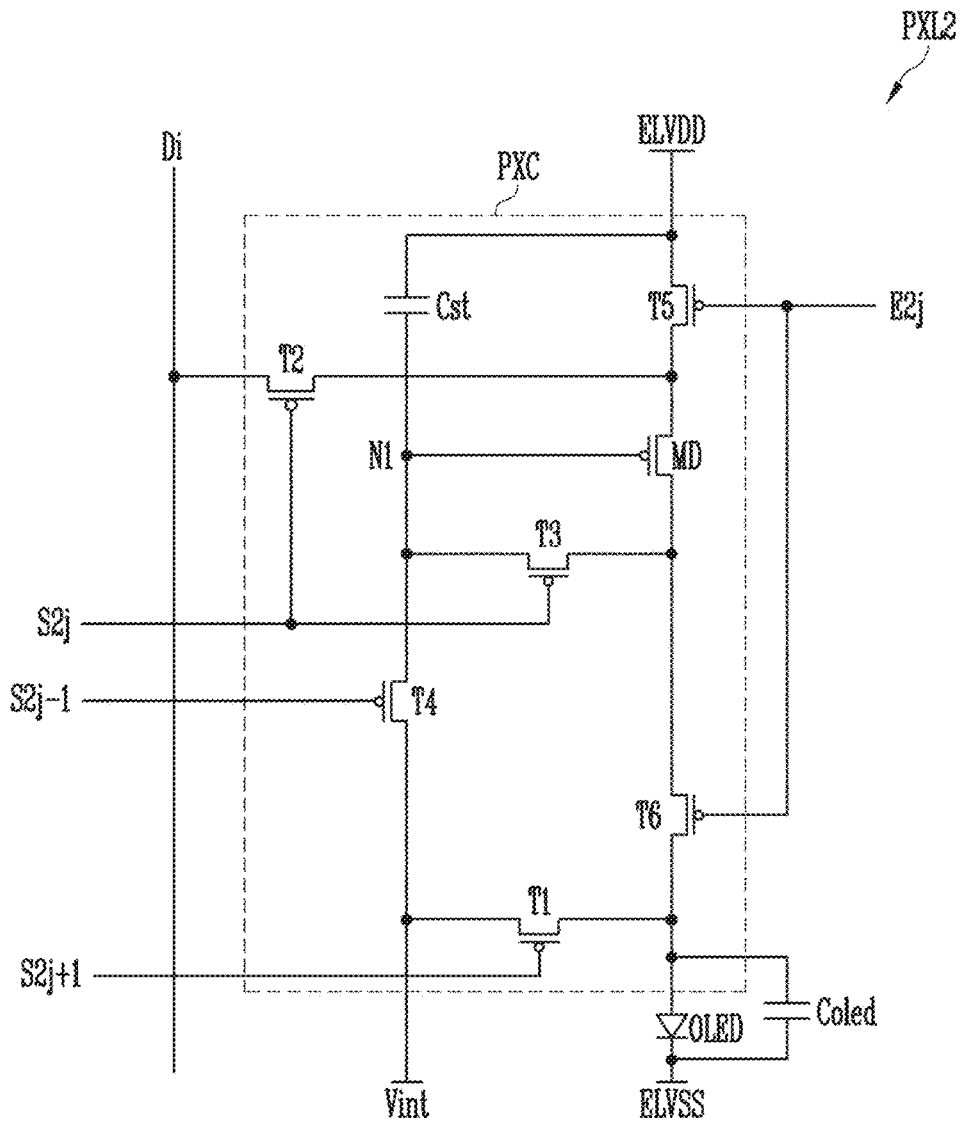 PXL2
ELVDD
Di
PXC
Cst
T5
E2j
T2
N1
MD
T3
S2j
S2j-1
T4
T6
T1
S2j+1
OLED
Coled
Vint
ELVSS